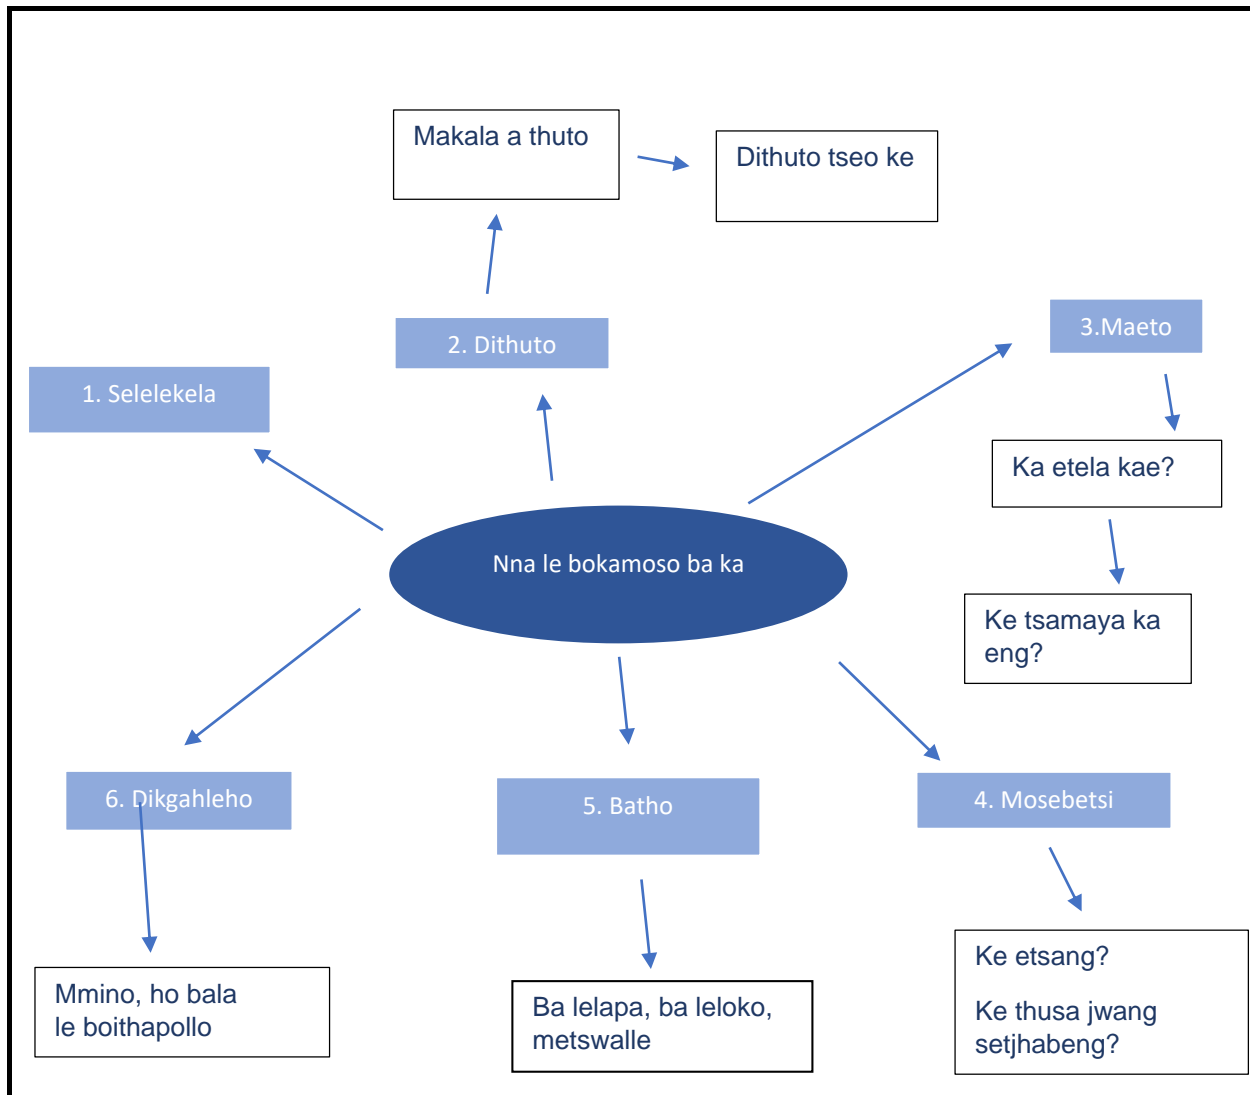 Makala a thuto
Dithuto tseo ke
2. Dithuto
3.Maeto
1. Selelekela
Ka etela kae?
Nna le bokamoso ba ka
Ke tsamaya ka
eng?
6. Dikgahleho
5. Batho
4. Mosebetsi
Mmino, ho bala
le boithapollo
Ba lelapa, ba leloko,
metswalle
Ke etsang?
Ke thusa jwang
setjhabeng?